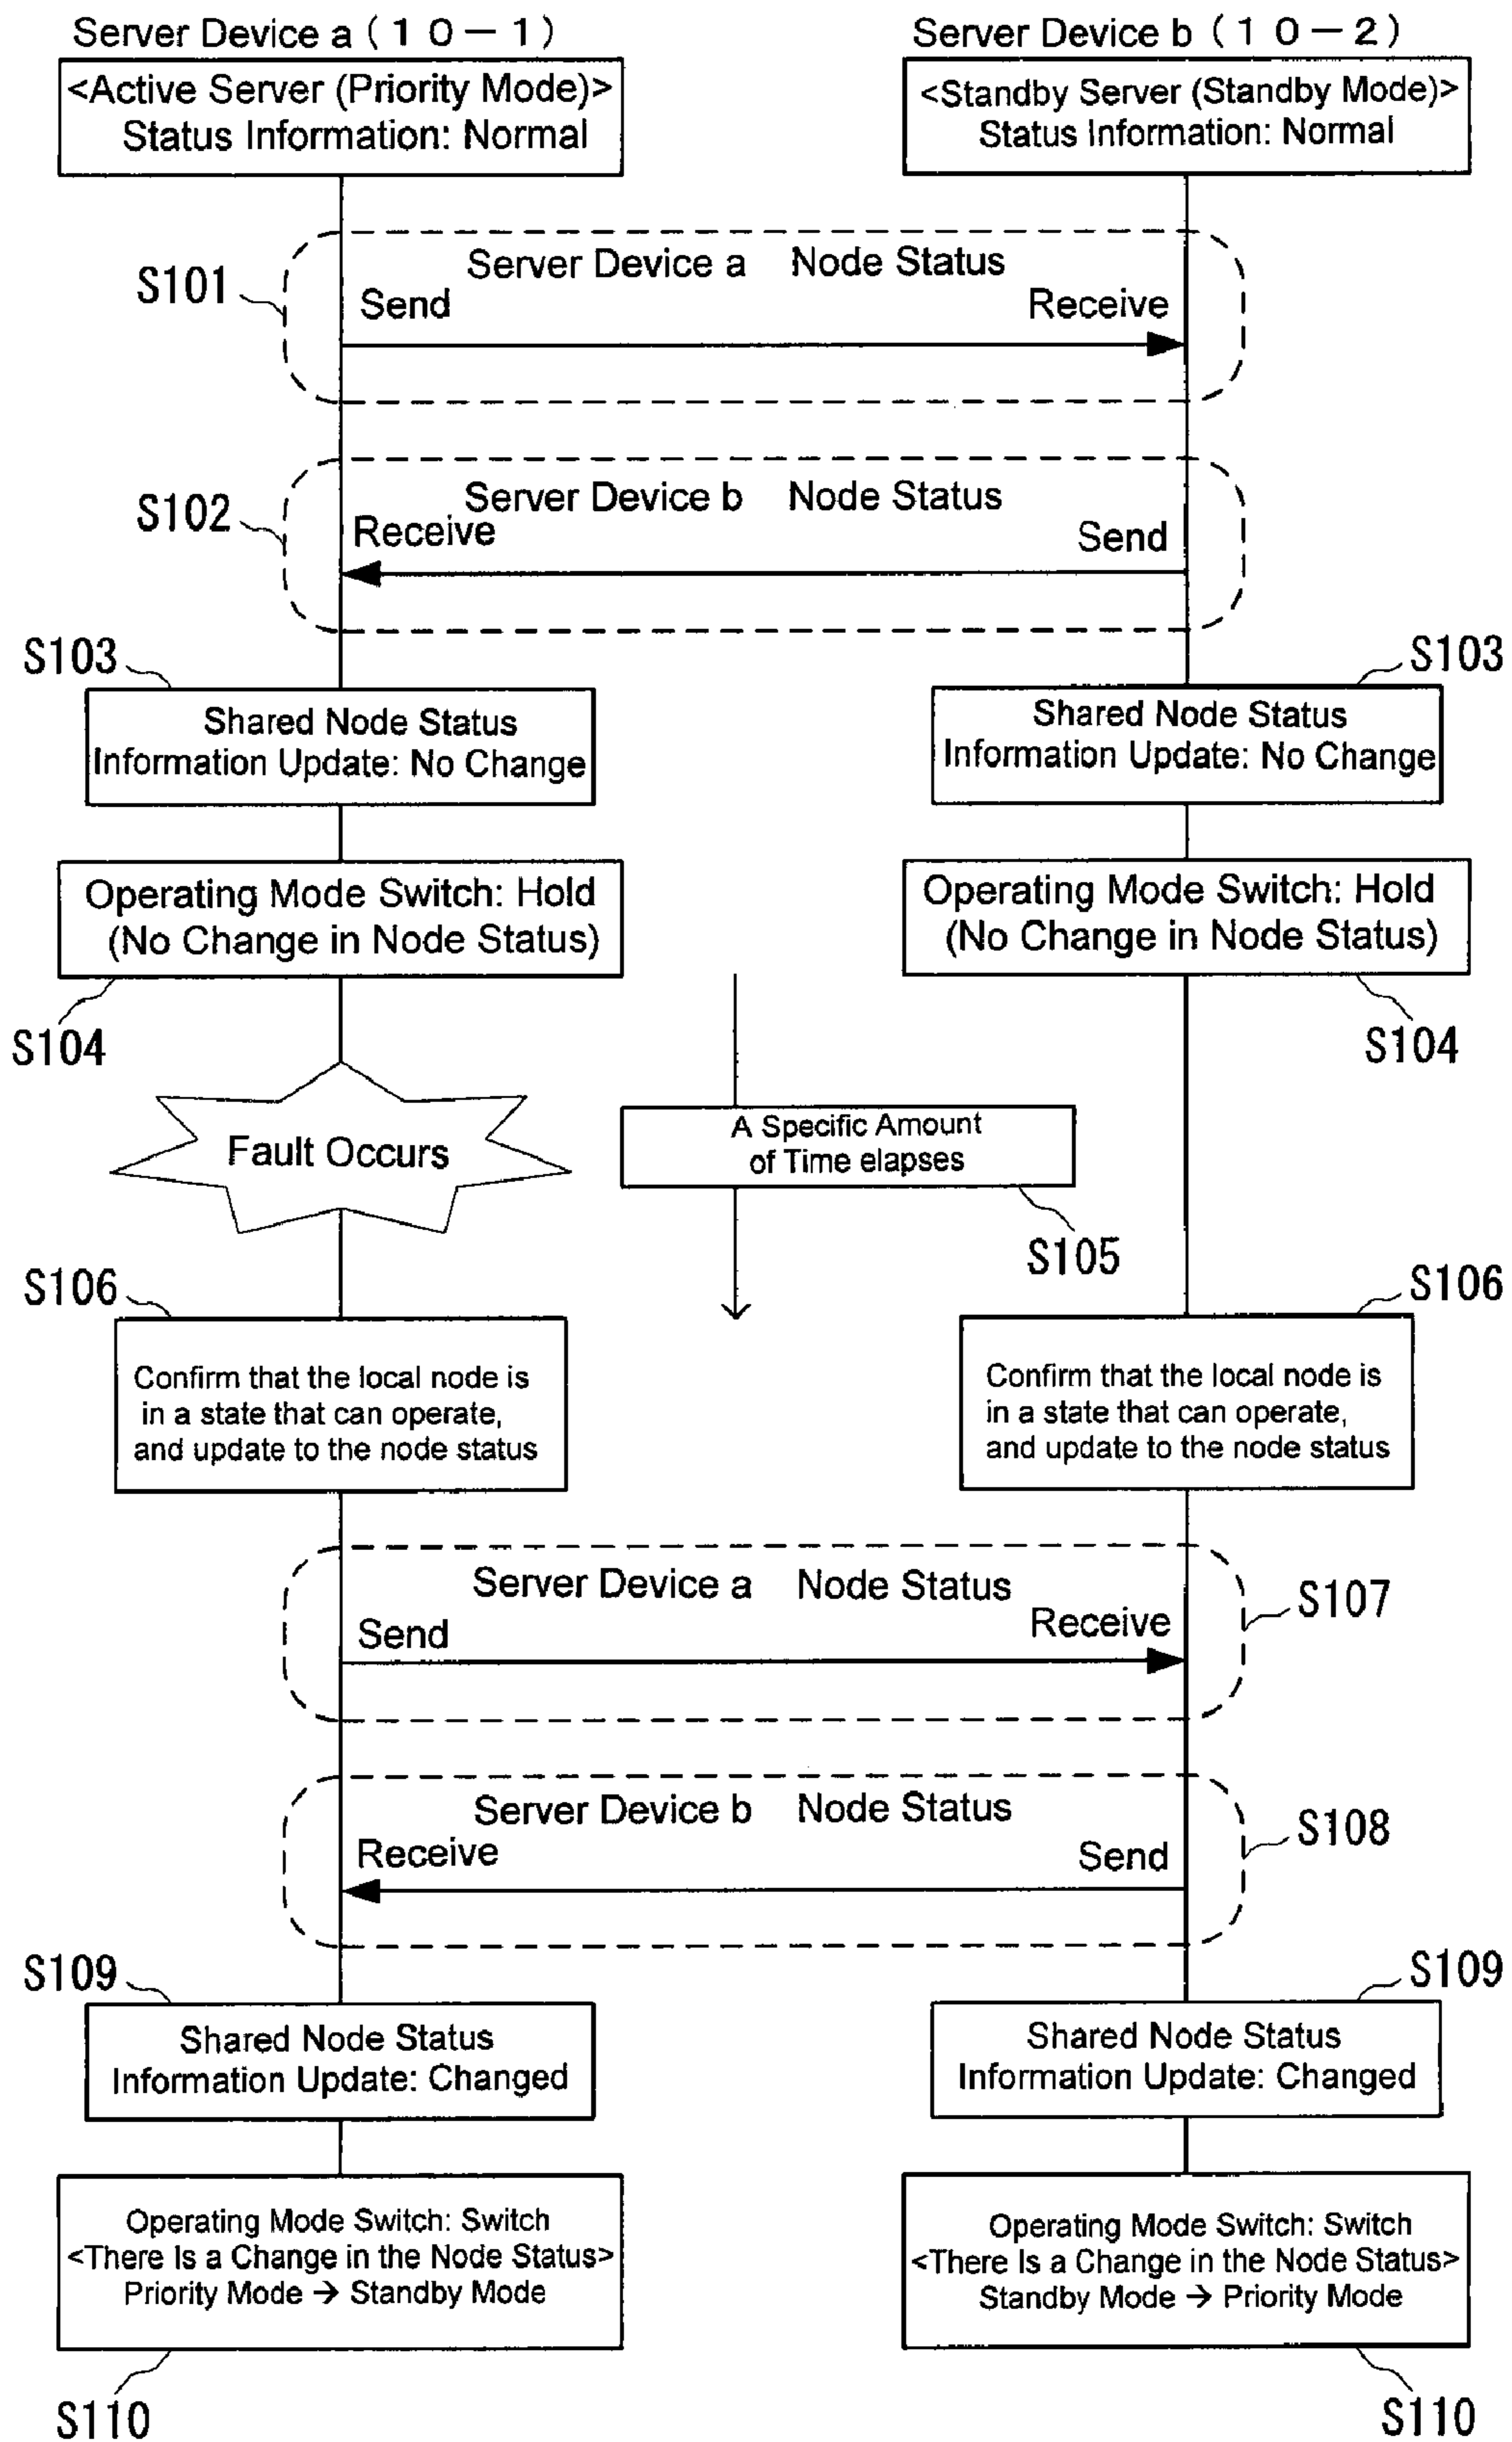 Server Device a (10-1)
Server Device b (10-2)
<Active Server (Priority Mode)>
Status Information: Normal
<Standby Server (Standby Mode)>
Status Information: Normal
S101
Server Device a Node Status
Send
Receive
S102
Server Device b Node Status
Receive
Send
S103
S103
Shared Node Status
Information Update: No Change
Shared Node Status
Information Update: No Change
Operating Mode Switch: Hold
(No Change in Node Status)
Operating Mode Switch: Hold
(No Change in Node Status)
S104
S104
Fault Occurs
A Specific Amount
of Time elapses
S105
S106
S106
Confirm that the local node is
in a state that can operate,
and update to the node status
Confirm that the local node is
in a state that can operate,
and update to the node status
Server Device a Node Status
Send
Receive
S107
Server Device b Node Status
Receive
Send
S108
S109
S109
Shared Node Status
Information Update: Changed
Shared Node Status
Information Update: Changed
Operating Mode Switch: Switch
<There Is a Change in the Node Status>
Priority Mode → Standby Mode
Operating Mode Switch: Switch
<There Is a Change in the Node Status>
Standby Mode → Priority Mode
S110
S110